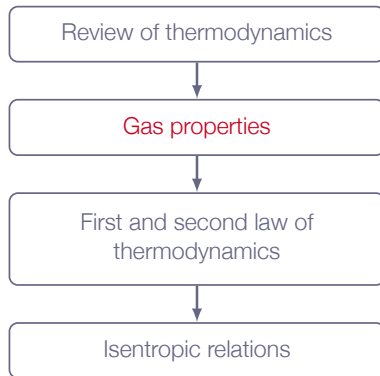 Review of thermodynamics
Gas properties
First and second law of
thermodynamics
Isentropic relations